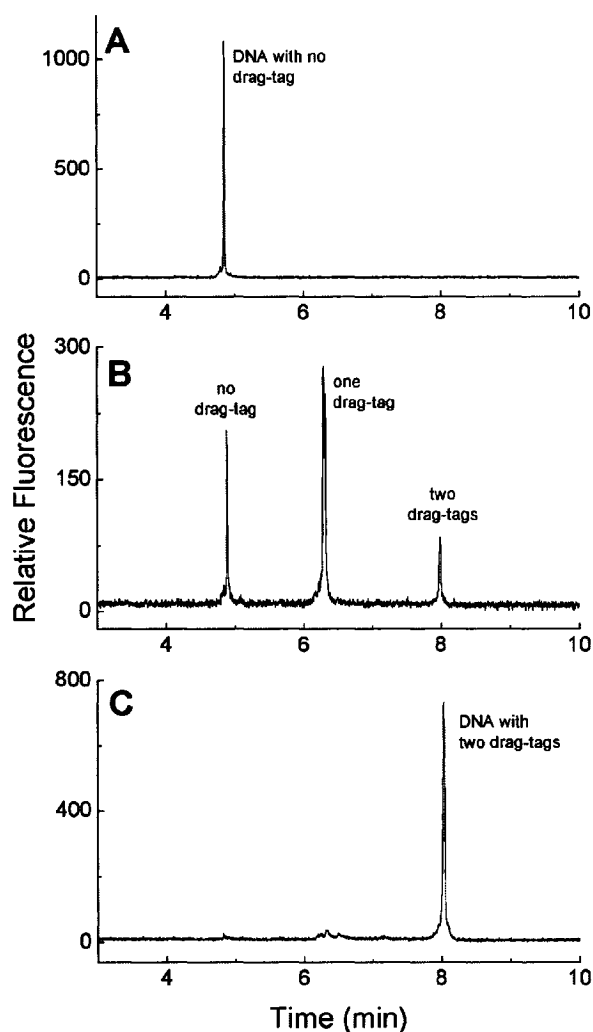 A
DNA with no
drag-tag
1000
500
0
4 6 8 10
B
no
drag-tag
one
drag-tag
two
drag-tags
300
150
0
4 6 8 10
C
DNA with
two drag-tags
800
400
0
4 6 8 10
Relative Fluorescence
Time (min)